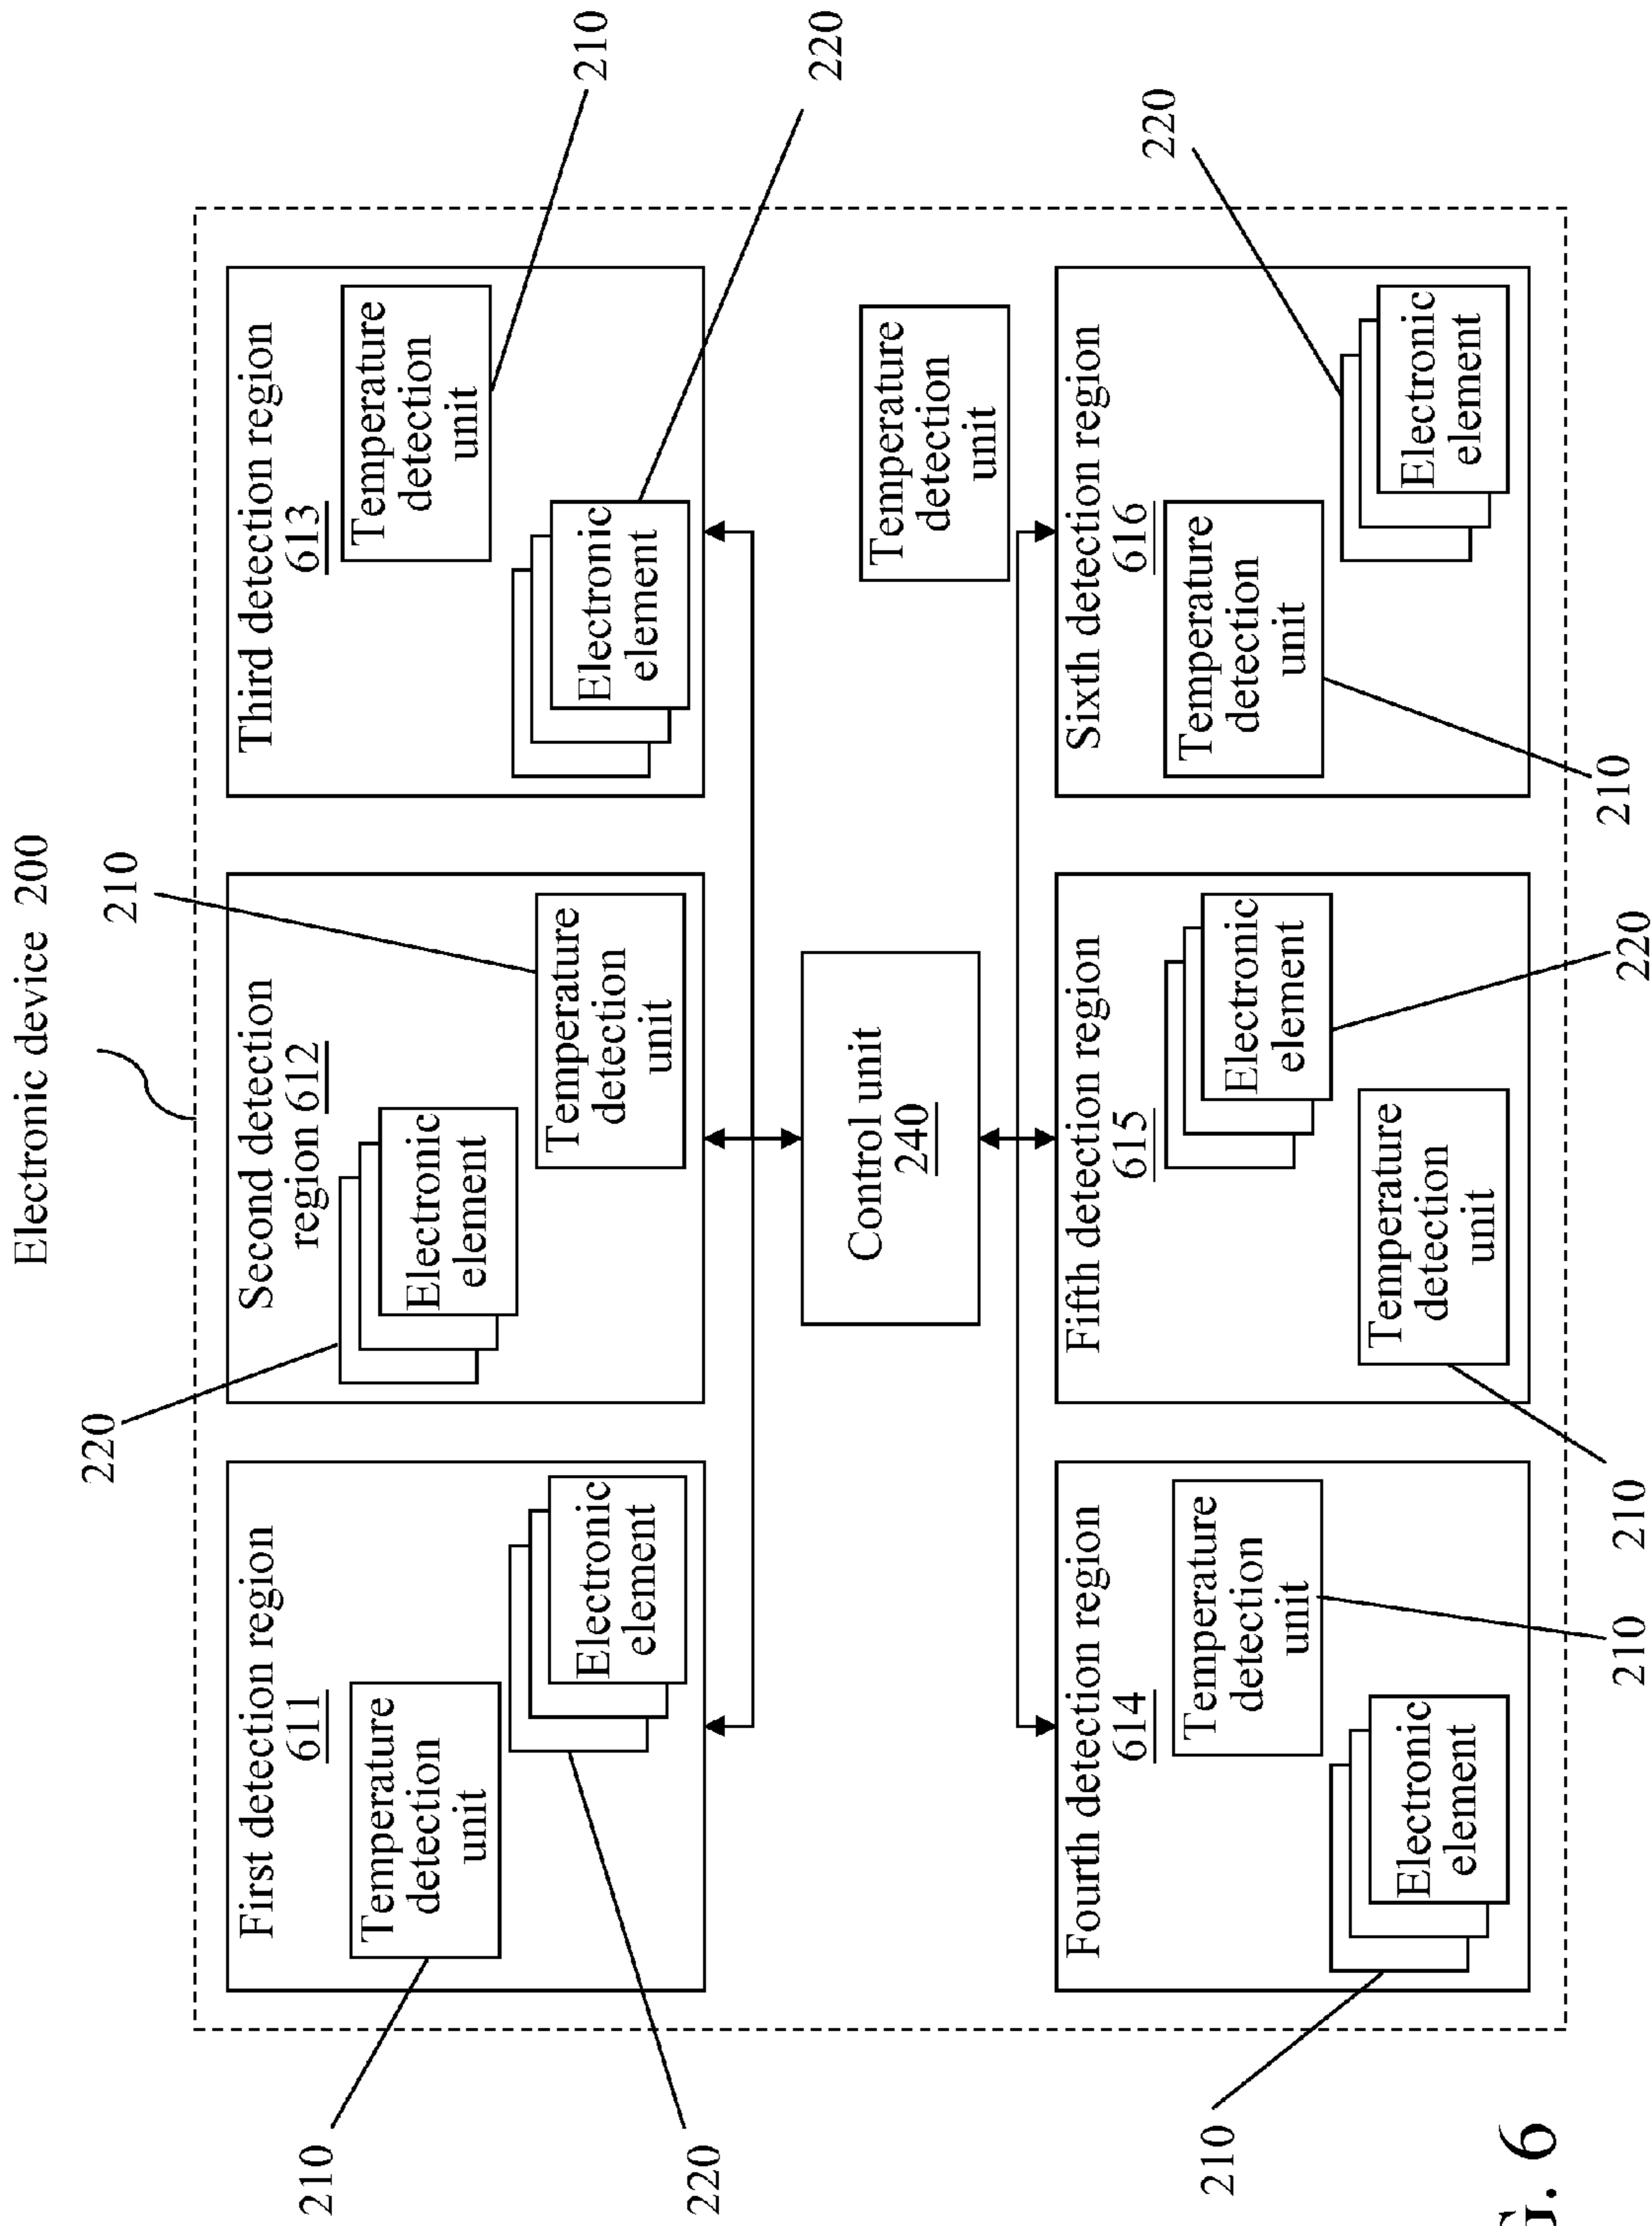 Electronic device 200
220
210
First detection region
611
Temperature
detection
unit
Electronic
element
Second detection
region 612
Electronic
element
Temperature
detection
unit
Third detection region
613
Temperature
detection
unit
Electronic
element
210
220
210
220
Control unit
240
Temperature
detection
unit
Fourth detection region
614
Temperature
detection
unit
Electronic
element
Fifth detection region
615
Electronic
element
Temperature
detection
unit
Sixth detection region
616
Temperature
detection
unit
Electronic
element
220
210
210
210
220
210
G. 6